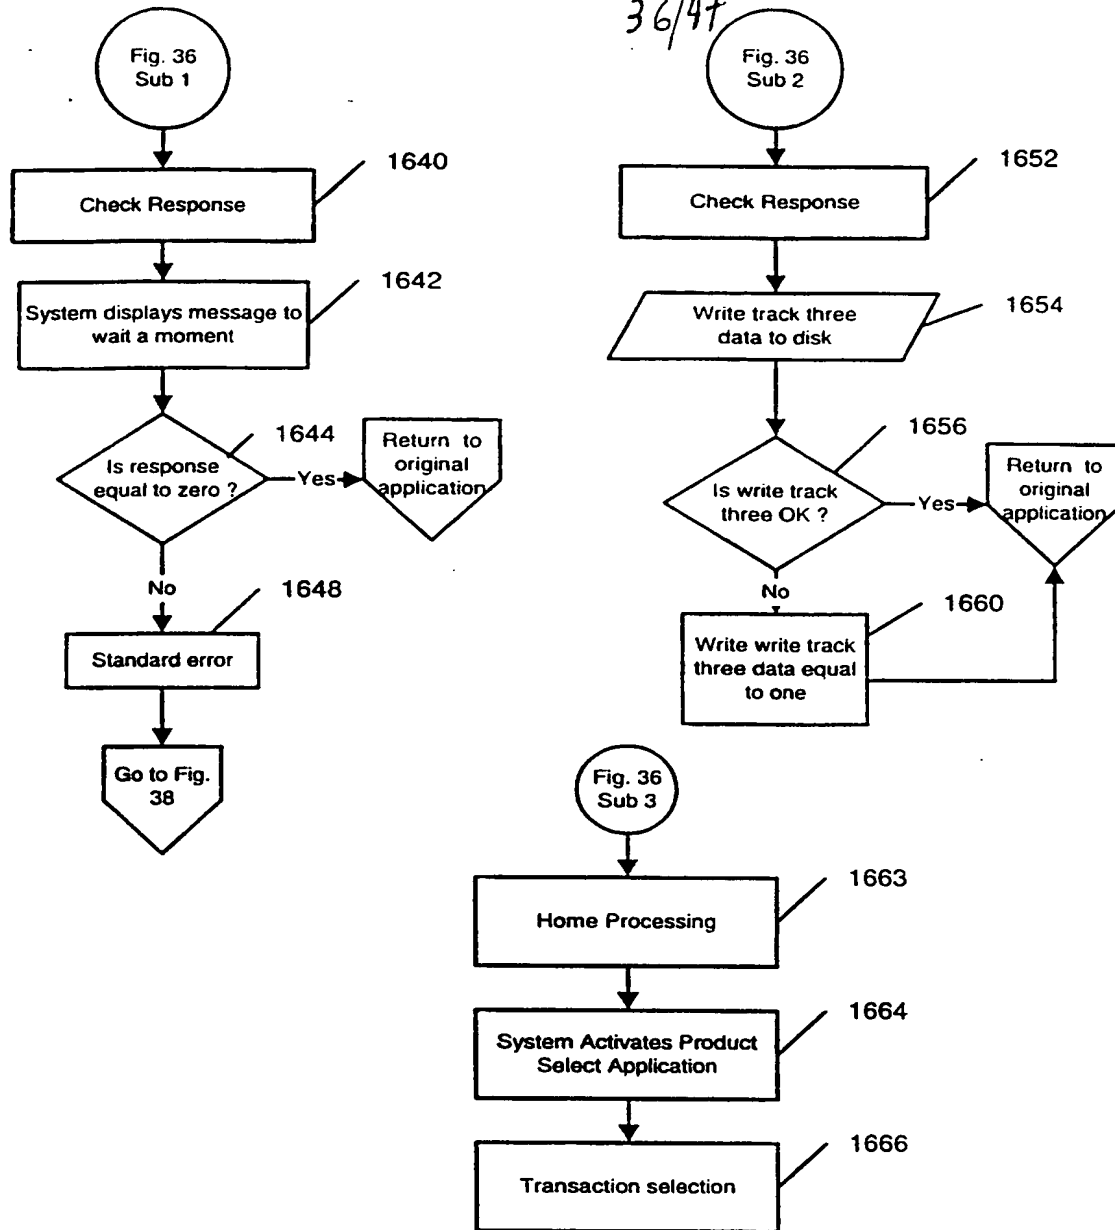 36/47
Fig. 36
Sub 1
1640
Check Response
1642
System displays message to
wait a moment
1644
Is response
equal to zero ?
Yes
Return to
original
application
No
1648
Standard error
Go to Fig.
38
Fig. 36
Sub 2
1652
Check Response
1654
Write track three
data to disk
1656
Is write track
three OK ?
Yes
Return to
original
application
No
1660
Write write track
three data equal
to one
Fig. 36
Sub 3
1663
Home Processing
1664
System Activates Product
Select Application
1666
Transaction selection